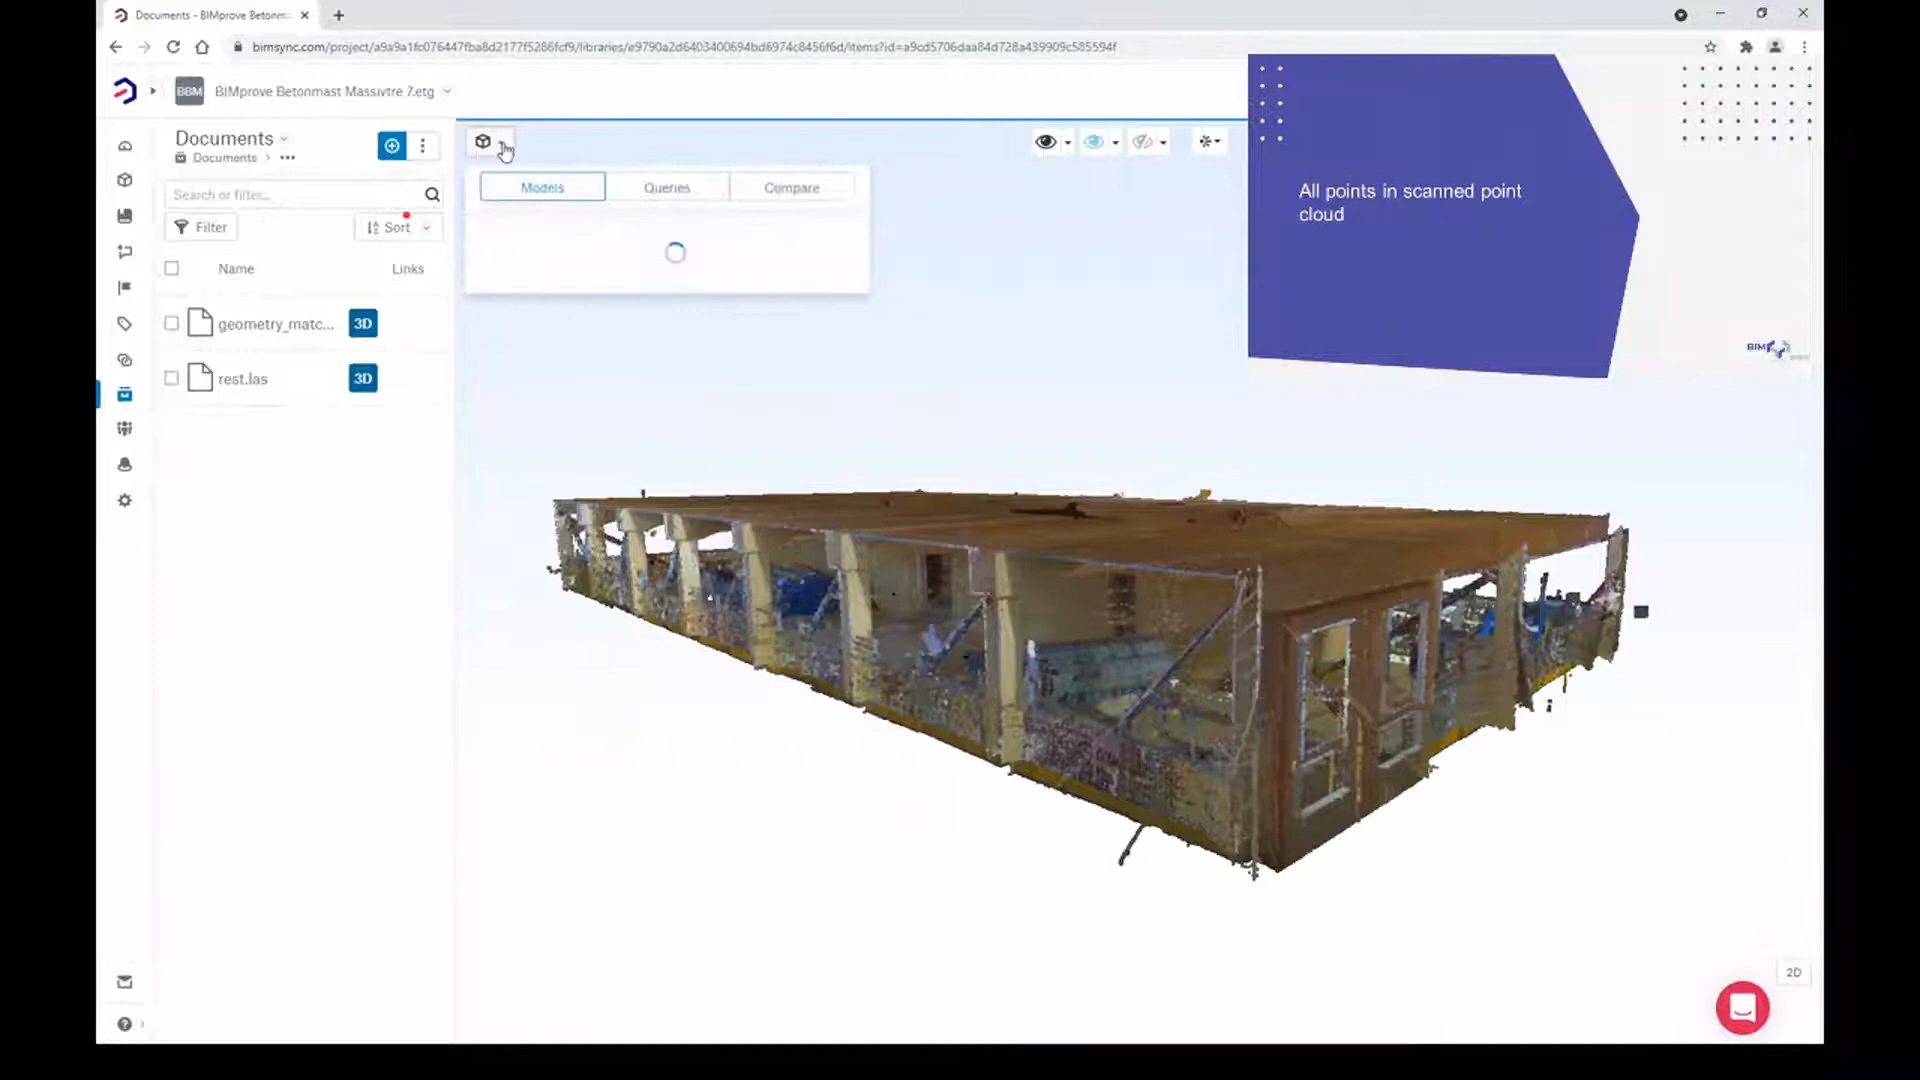 Documents - BIMprove Betonm
bimsync.com/project/a9a9a1fc076447fba8d2177f5286fcf9/libraries/e9790a2d6403400694bd6974c8456f6d/items?id=a9cd5706daa84d728a439909c585594f
BBM
BIMprove Betonmast Massivtre 7.etg
Documents
Documents > •••
Search or filter...
Filter
Sort
Name
Links
geometry_matc...
3D
rest.las
3D
Models
Queries
Compare
All points in scanned point
cloud
BIM
2D